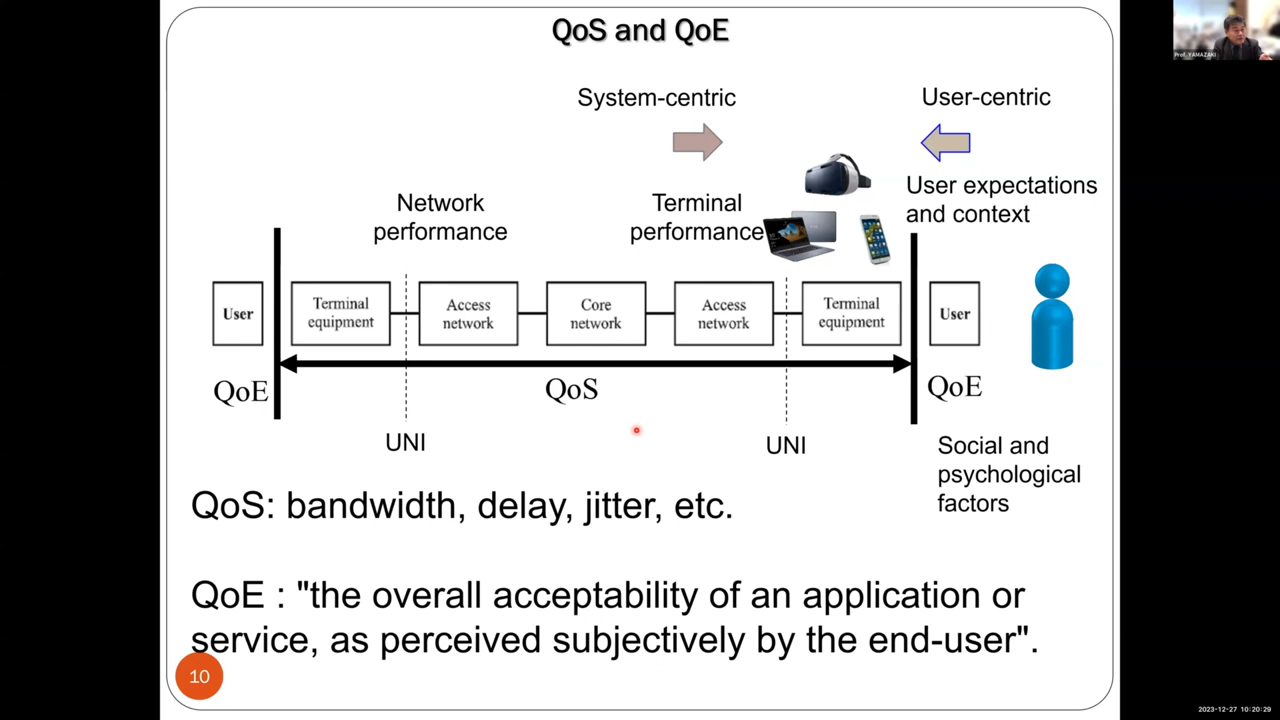 QoS and QoE
Prof. YAMAZAKI
System-centric
User-centric
User expectations
and context
Network
performance
Terminal
performance
User
Terminal
equipment
Access
network
Core
network
Access
network
Terminal
equipment
User
QoE
QoS
QoE
UNI
UNI
Social and
psychological
factors
QoS: bandwidth, delay, jitter, etc.
QoE : "the overall acceptability of an application or
service, as perceived subjectively by the end-user".
10
2023-12-27 10:20:29